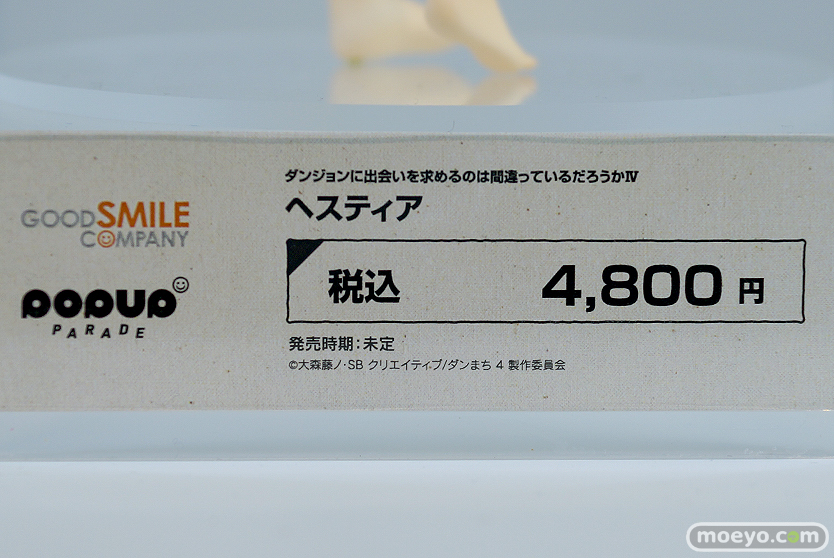 GOODSMILE
COMPANY
POPUP
PARADE
ダンジョンに出会いを求めるのは間違っているだろうかⅣ
ヘスティア
税込 4,800 円
発売時期：未定
©大森藤ノ・SB クリエイティブ/ダンまち 4 製作委員会
moeyo.com